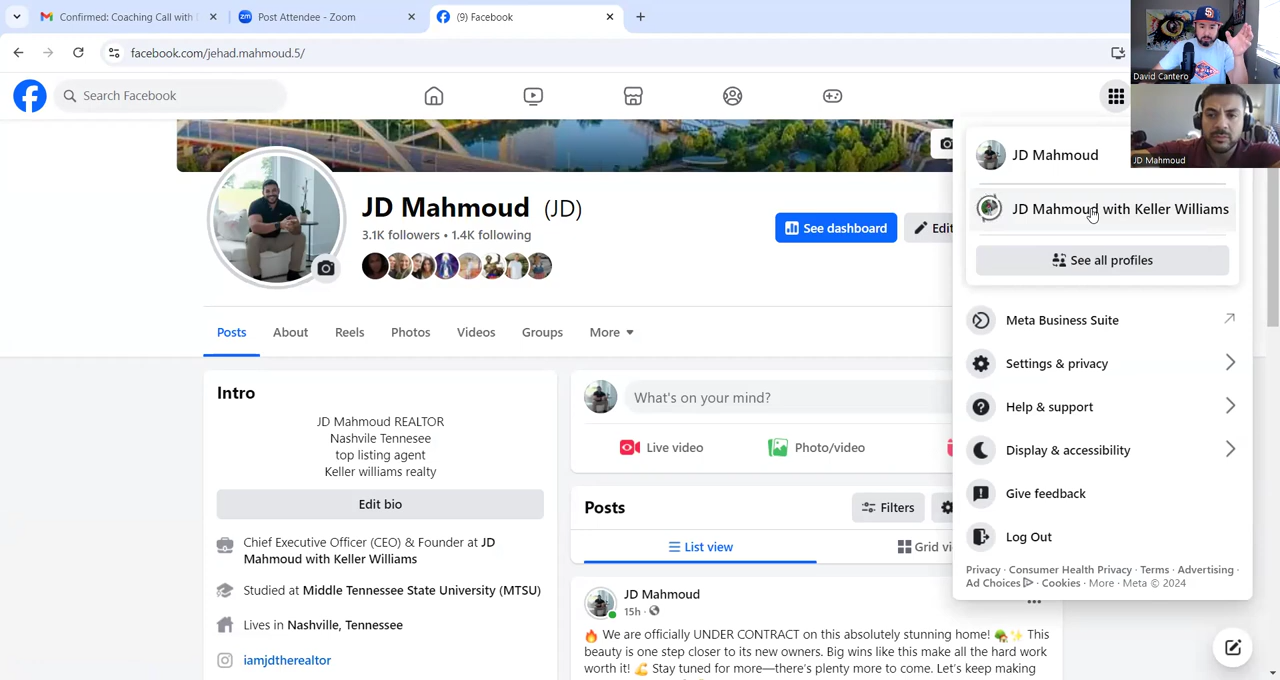 Confirmed: Coaching Call with
zm Post Attendee - Zoom
(9) Facebook
facebook.com/jehad.mahmoud.5/
David Cantero
Search Facebook
JD Mahmoud
JD Mahmoud
JD Mahmoud (JD)
3.1K followers • 1.4K following
See dashboard
Edit
JD Mahmoud with Keller Williams
See all profiles
Meta Business Suite
Settings & privacy
Help & support
Display & accessibility
Give feedback
Log Out
Privacy · Consumer Health Privacy · Terms · Advertising ·
Ad Choices · Cookies · More · Meta © 2024
Posts
About
Reels
Photos
Videos
Groups
More
Intro
JD Mahmoud REALTOR
Nashvile Tennesee
top listing agent
Keller williams realty
Edit bio
Chief Executive Officer (CEO) & Founder at JD
Mahmoud with Keller Williams
Studied at Middle Tennessee State University (MTSU)
Lives in Nashville, Tennessee
iamjdtherealtor
What's on your mind?
Live video
Photo/video
Posts
Filters
List view
Grid vi
JD Mahmoud
15h ·
🔥 We are officially UNDER CONTRACT on this absolutely stunning home! 🏡✨ This
beauty is one step closer to its new owners. Big wins like this make all the hard work
worth it! 💪 Stay tuned for more—there's plenty more to come. Let's keep making